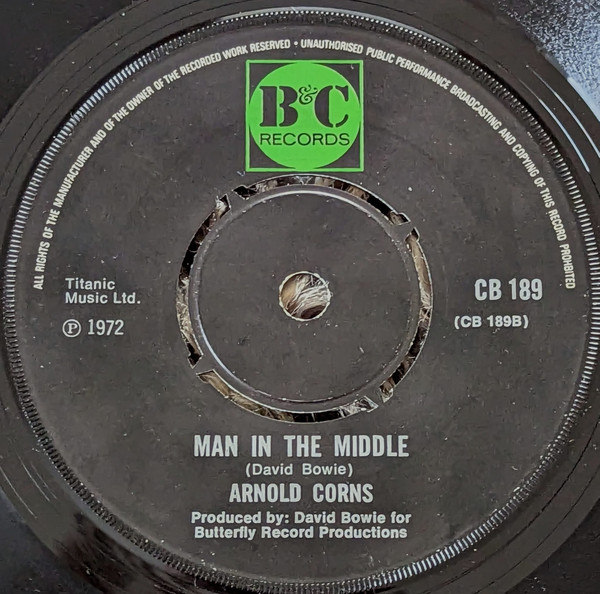 ALL RIGHTS OF THE MANUFACTURER AND OF THE OWNER OF THE RECORDED WORK RESERVED • UNAUTHORISED PUBLIC PERFORMANCE BROADCASTING AND COPYING OF THIS RECORD PROHIBITED
B&C
RECORDS
Titanic
Music Ltd.
℗ 1972
CB 189
(CB 189B)
MAN IN THE MIDDLE
(David Bowie)
ARNOLD CORNS
Produced by: David Bowie for
Butterfly Record Productions